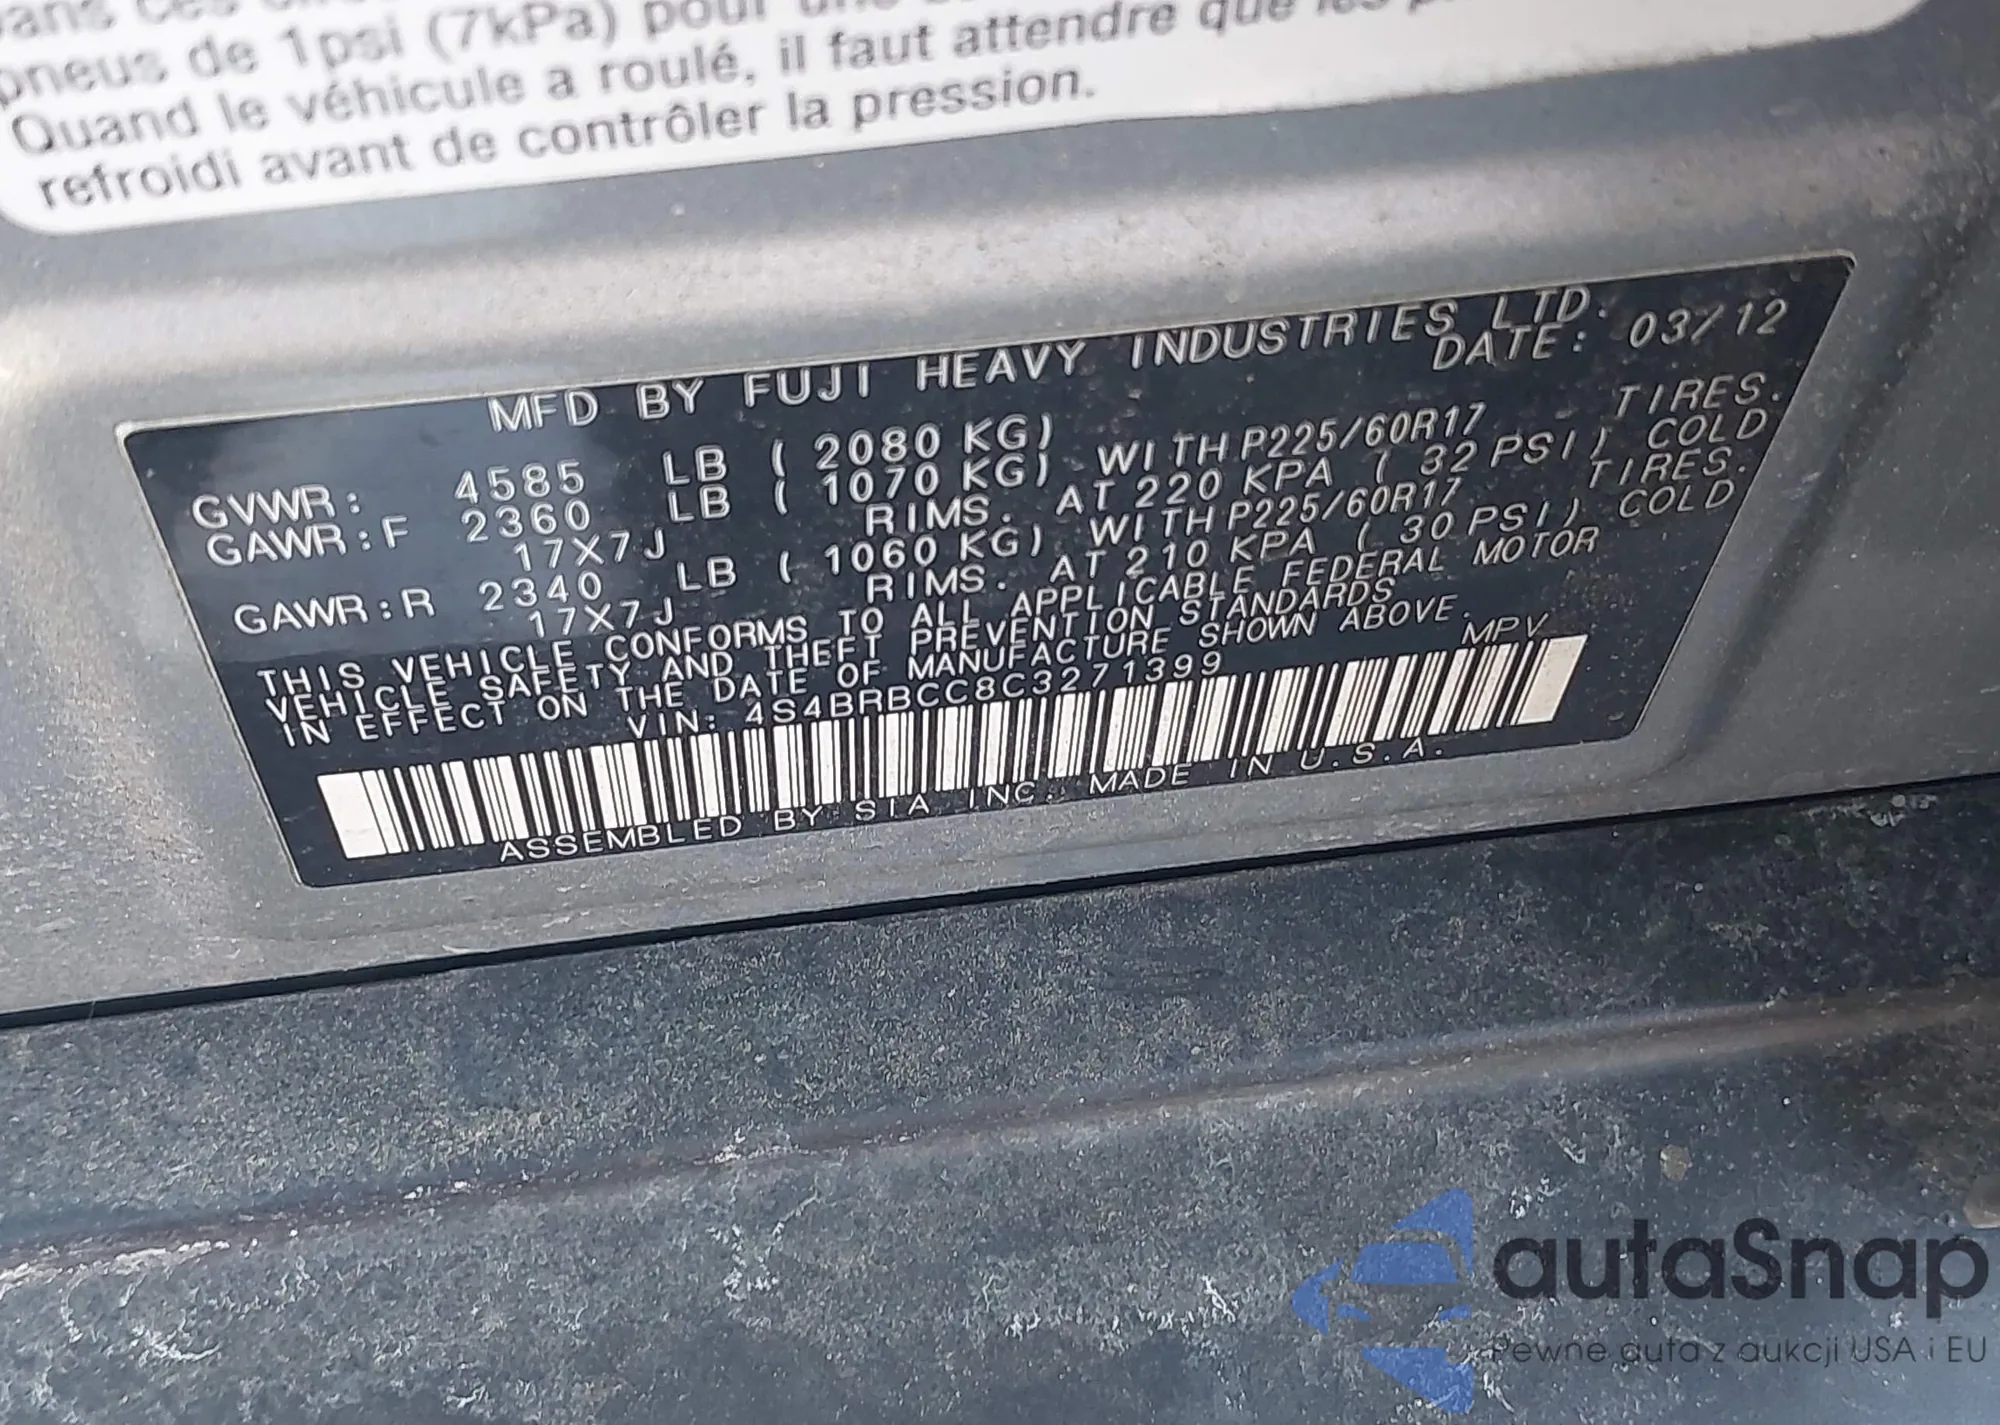 pneus de 1psi (7kPa) pour une
Quand le véhicule a roulé, il faut attendre que les
refroidi avant de contrôler la pression.
MFD BY FUJI HEAVY INDUSTRIES LTD.
DATE: 03/12
GVWR: 4585 LB ( 2080 KG)
GAWR:F 2360 LB ( 1070 KG) WITH P225/60R17 TIRES.
17X7J RIMS. AT 220 KPA ( 32 PSI) COLD
GAWR:R 2340 LB ( 1060 KG) WITH P225/60R17 TIRES.
17X7J RIMS. AT 210 KPA ( 30 PSI) COLD
THIS VEHICLE CONFORMS TO ALL APPLICABLE FEDERAL MOTOR
VEHICLE SAFETY AND THEFT PREVENTION STANDARDS
IN EFFECT ON THE DATE OF MANUFACTURE SHOWN ABOVE.
VIN: 4S4BRBCC8C3271399 MPV
ASSEMBLED BY SIA INC. MADE IN U.S.A.
autaSnap
Pewne auta z aukcji USA i EU